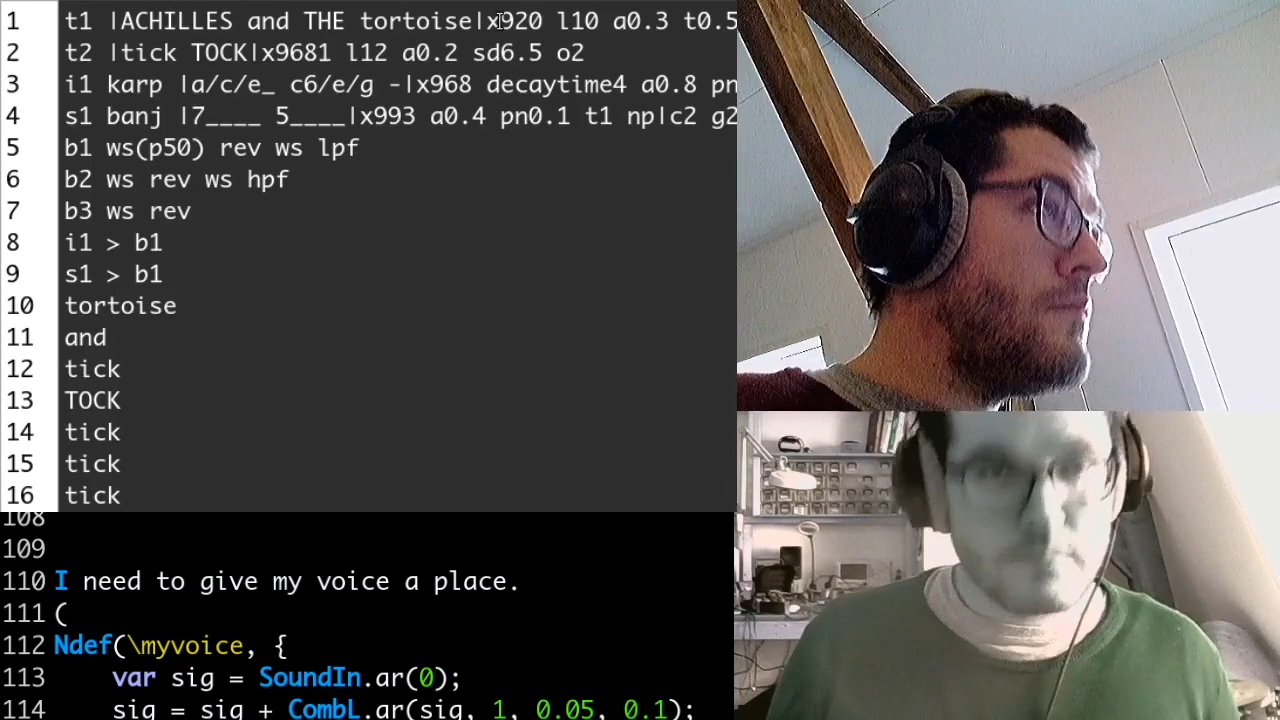 1 t1 |ACHILLES and THE tortoise|x920 l10 a0.3 t0.5
2 t2 |tick TOCK|x9681 l12 a0.2 sd6.5 o2
3 i1 karp |a/c/e_ c6/e/g -|x968 decaytime4 a0.8 pn
4 s1 banj |7____ 5____|x993 a0.4 pn0.1 t1 np|c2 g2
5 b1 ws(p50) rev ws lpf
6 b2 ws rev ws hpf
7 b3 ws rev
8 i1 > b1
9 s1 > b1
10 tortoise
11 and
12 tick
13 TOCK
14 tick
15 tick
16 tick
108
109
110 I need to give my voice a place.
111 (
112 Ndef(\myvoice, {
113 var sig = SoundIn.ar(0);
114 sig = sig + CombL.ar(sig, 1, 0.05, 0.1);